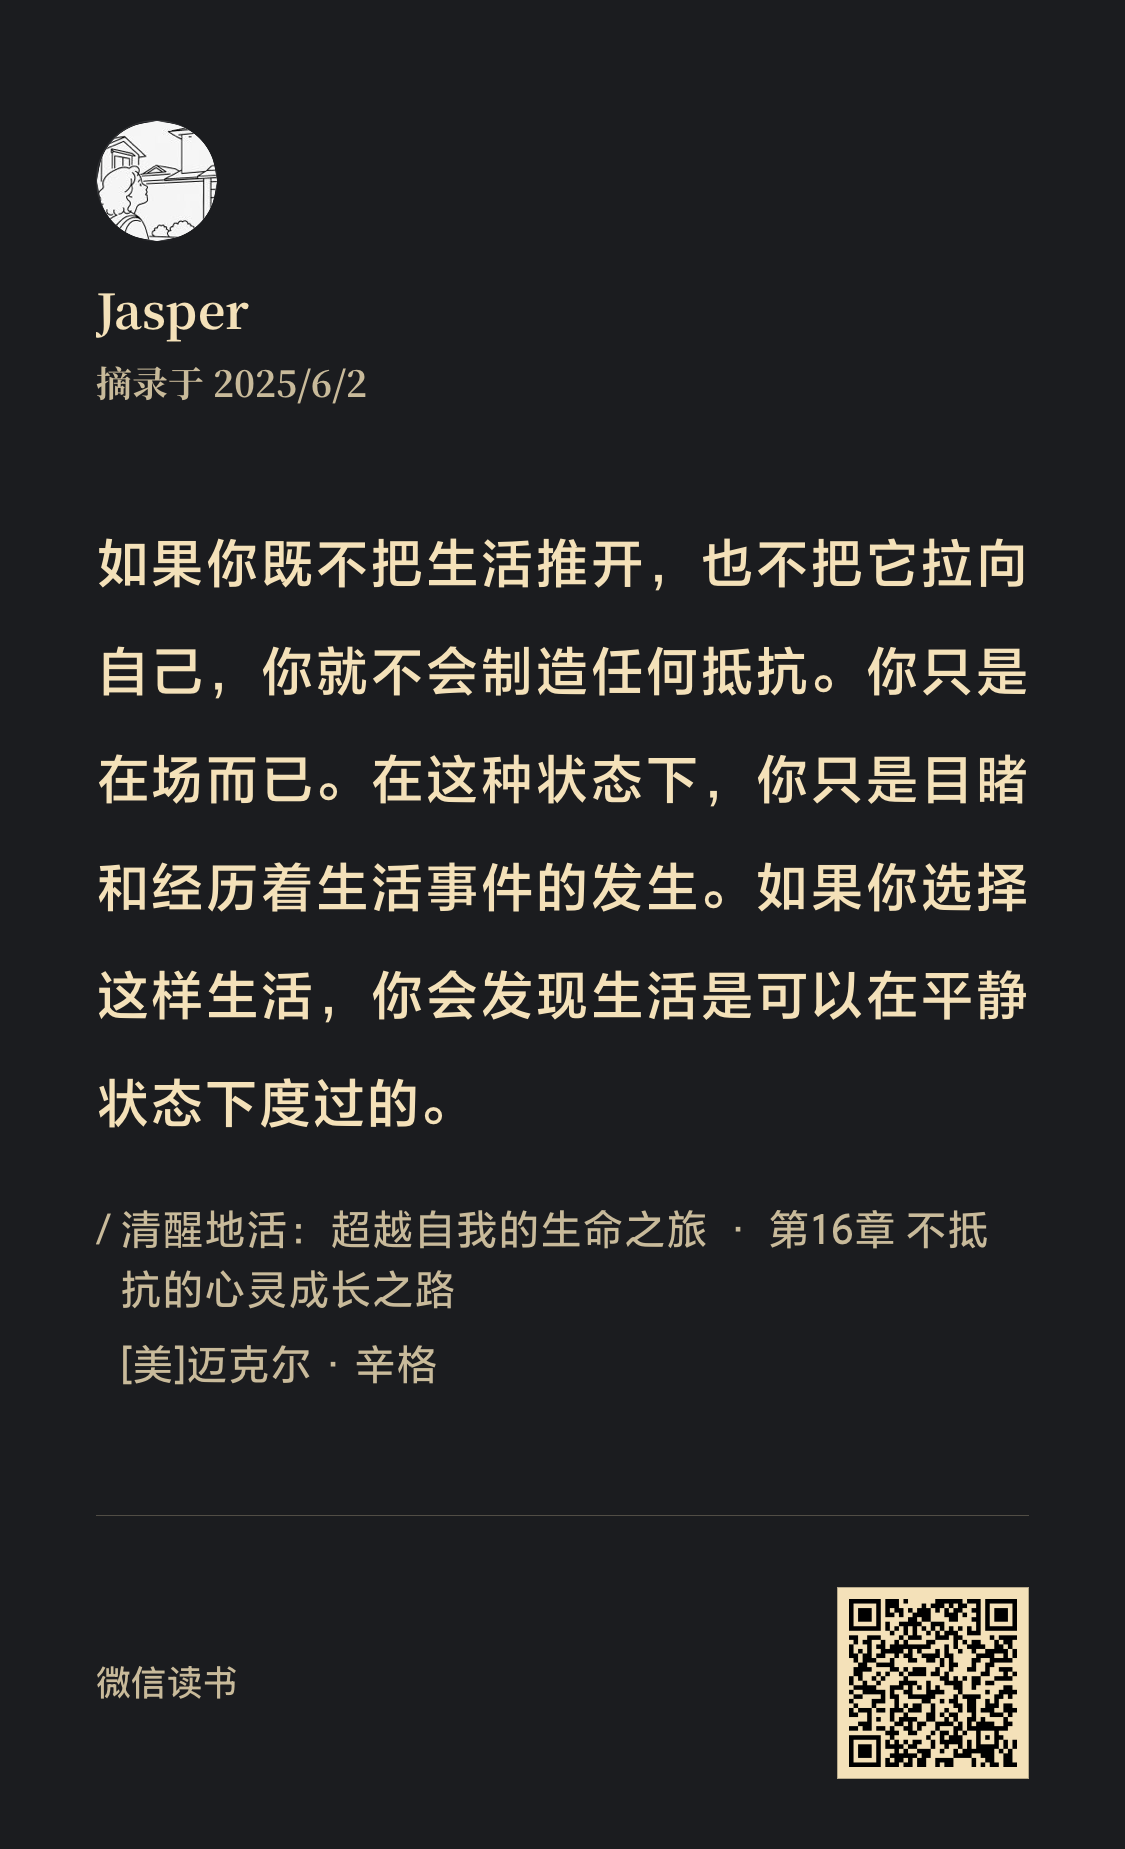 Jasper
摘录于 2025/6/2
如果你既不把生活推开，也不把它拉向
自己，你就不会制造任何抵抗。你只是
在场而已。在这种状态下，你只是目睹
和经历着生活事件的发生。如果你选择
这样生活，你会发现生活是可以在平静
状态下度过的。
/ 清醒地活：超越自我的生命之旅 · 第16章 不抵
抗的心灵成长之路
[美]迈克尔 · 辛格
微信读书